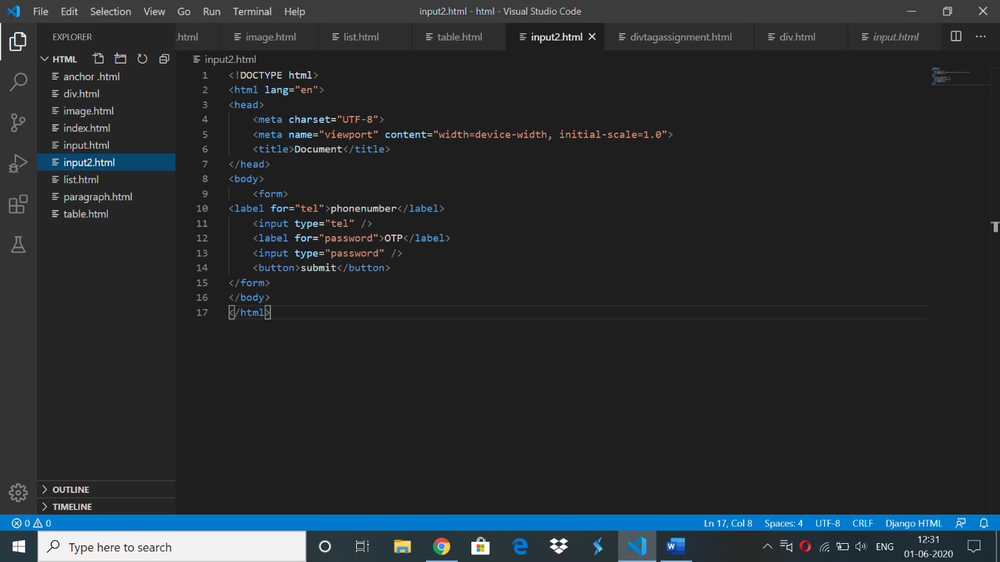 File Edit Selection View Go Run Terminal Help
input2.html - html - Visual Studio Code
EXPLORER
.html image.html list.html table.html input2.html divtagassignment.html div.html input.html
HTML
anchor .html
div.html
image.html
index.html
input.html
input2.html
list.html
paragraph.html
table.html
OUTLINE
TIMELINE
input2.html
1 <!DOCTYPE html>
2 <html lang="en">
3 <head>
4 <meta charset="UTF-8">
5 <meta name="viewport" content="width=device-width, initial-scale=1.0">
6 <title>Document</title>
7 </head>
8 <body>
9 <form>
10 <label for="tel">phonenumber</label>
11 <input type="tel" />
12 <label for="password">OTP</label>
13 <input type="password" />
14 <button>submit</button>
15 </form>
16 </body>
17 </html>
0 0 Ln 17, Col 8 Spaces: 4 UTF-8 CRLF Django HTML
Type here to search
W
ENG
12:31
01-06-2020